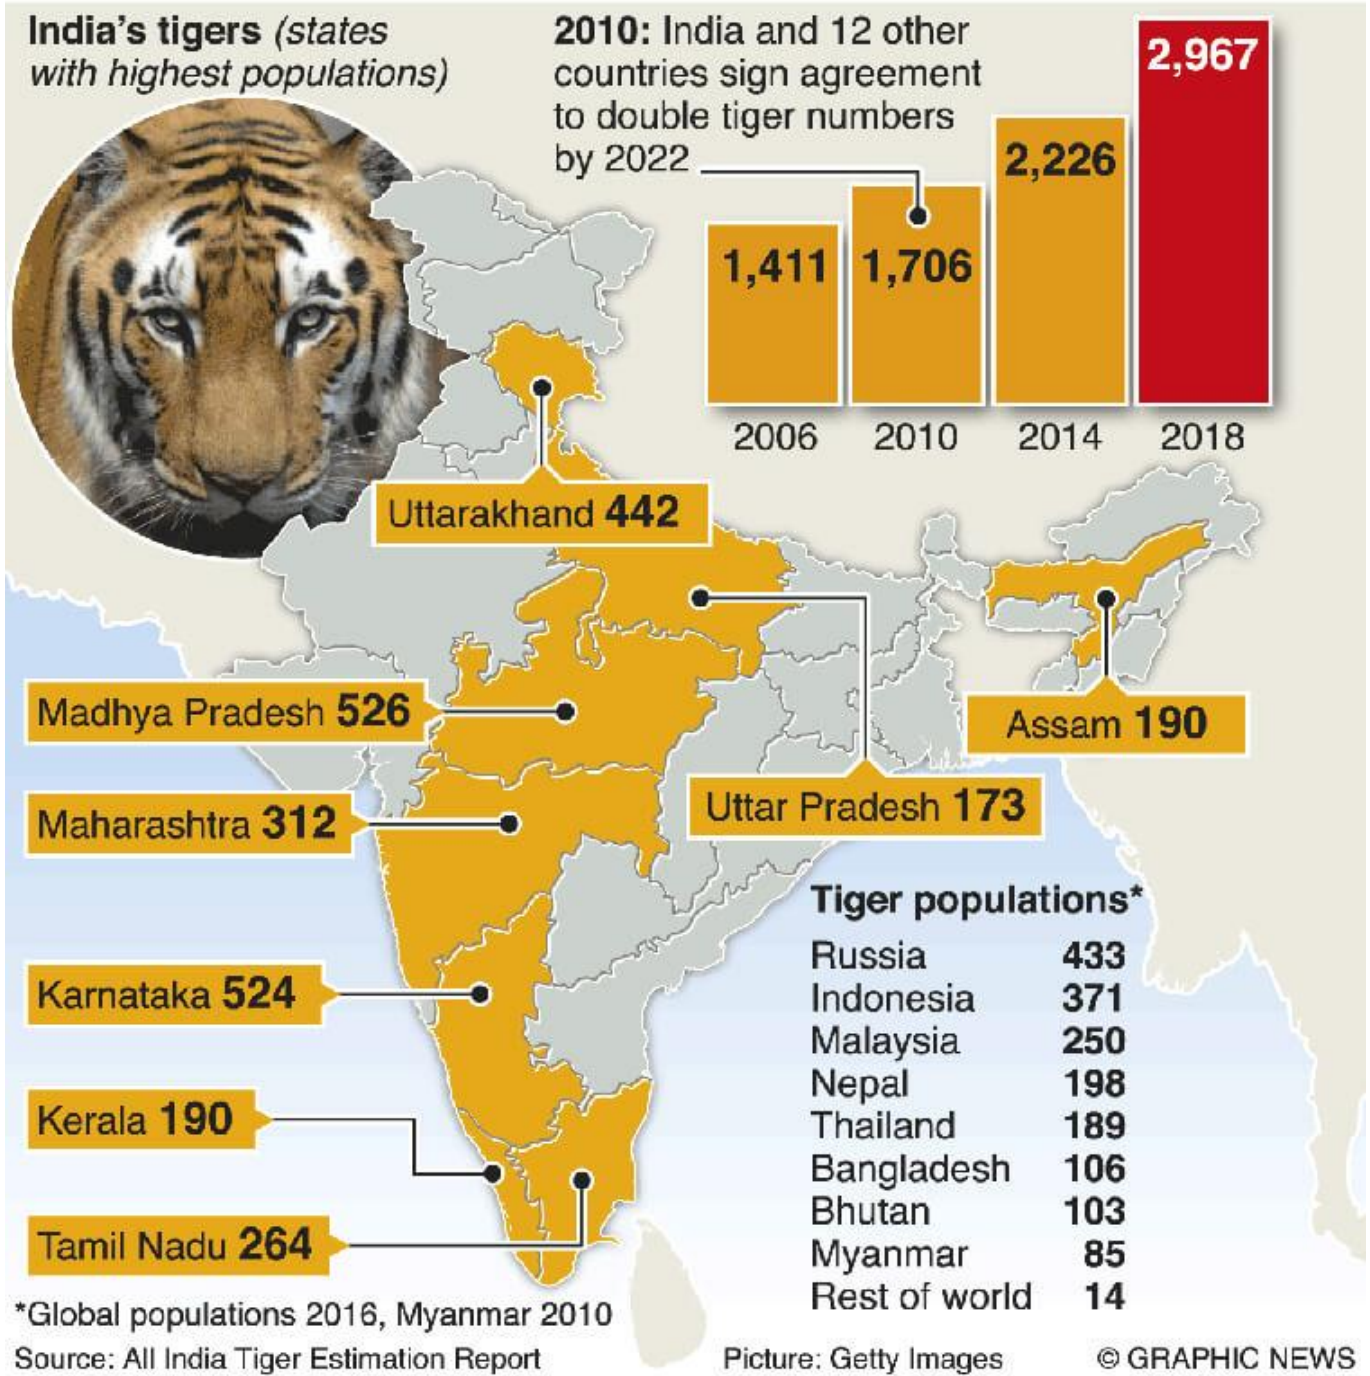 India’s tigers (states
with highest populations)
2010: India and 12 other
countries sign agreement
to double tiger numbers
by 2022
1,411
1,706
2,226
2,967
2006
2010
2014
2018
Uttarakhand 442
Madhya Pradesh 526
Assam 190
Uttar Pradesh 173
Maharashtra 312
Karnataka 524
Kerala 190
Tamil Nadu 264
Tiger populations*
Russia 433
Indonesia 371
Malaysia 250
Nepal 198
Thailand 189
Bangladesh 106
Bhutan 103
Myanmar 85
Rest of world 14
*Global populations 2016, Myanmar 2010
Source: All India Tiger Estimation Report
Picture: Getty Images
© GRAPHIC NEWS